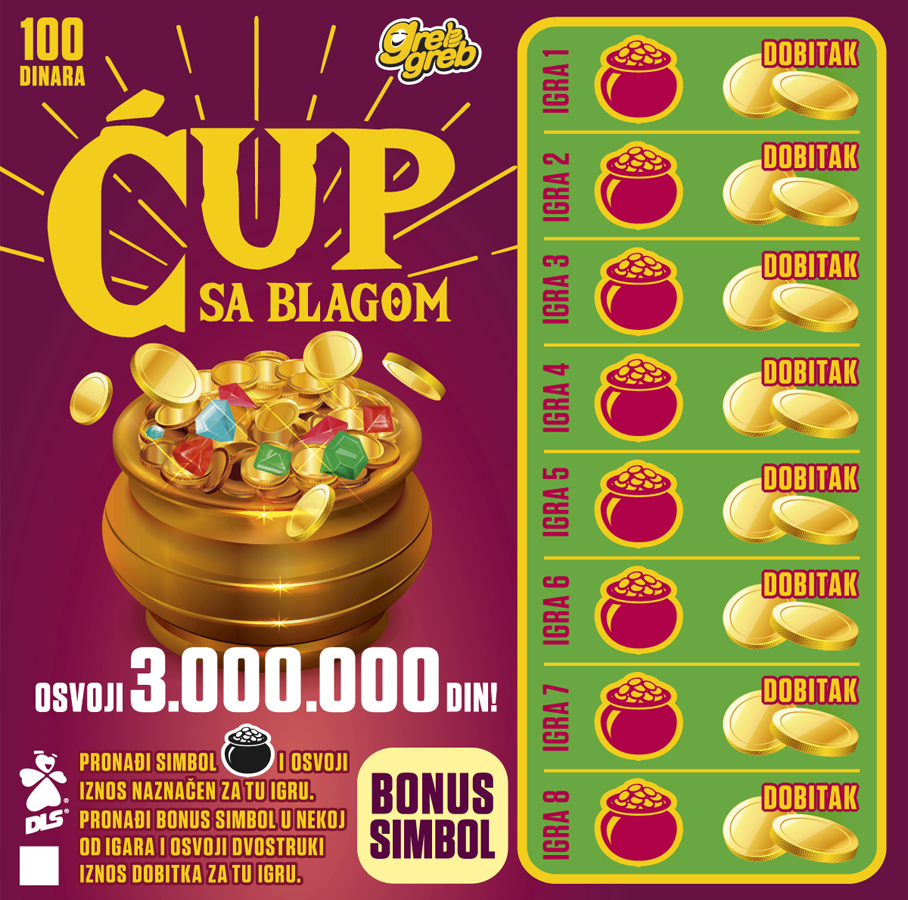 100
DINARA
greb
greb
ĆUP
SA BLAGOM
OSVOJI 3.000.000 DIN!
PRONAĐI SIMBOL I OSVOJI
IZNOS NAZNAČEN ZA TU IGRU.
PRONAĐI BONUS SIMBOL U NEKOJ
OD IGARA I OSVOJI DVOSTRUKI
IZNOS DOBITKA ZA TU IGRU.
DLS®
BONUS
SIMBOL
IGRA 1
DOBITAK
IGRA 2
DOBITAK
IGRA 3
DOBITAK
IGRA 4
DOBITAK
IGRA 5
DOBITAK
IGRA 6
DOBITAK
IGRA 7
DOBITAK
IGRA 8
DOBITAK